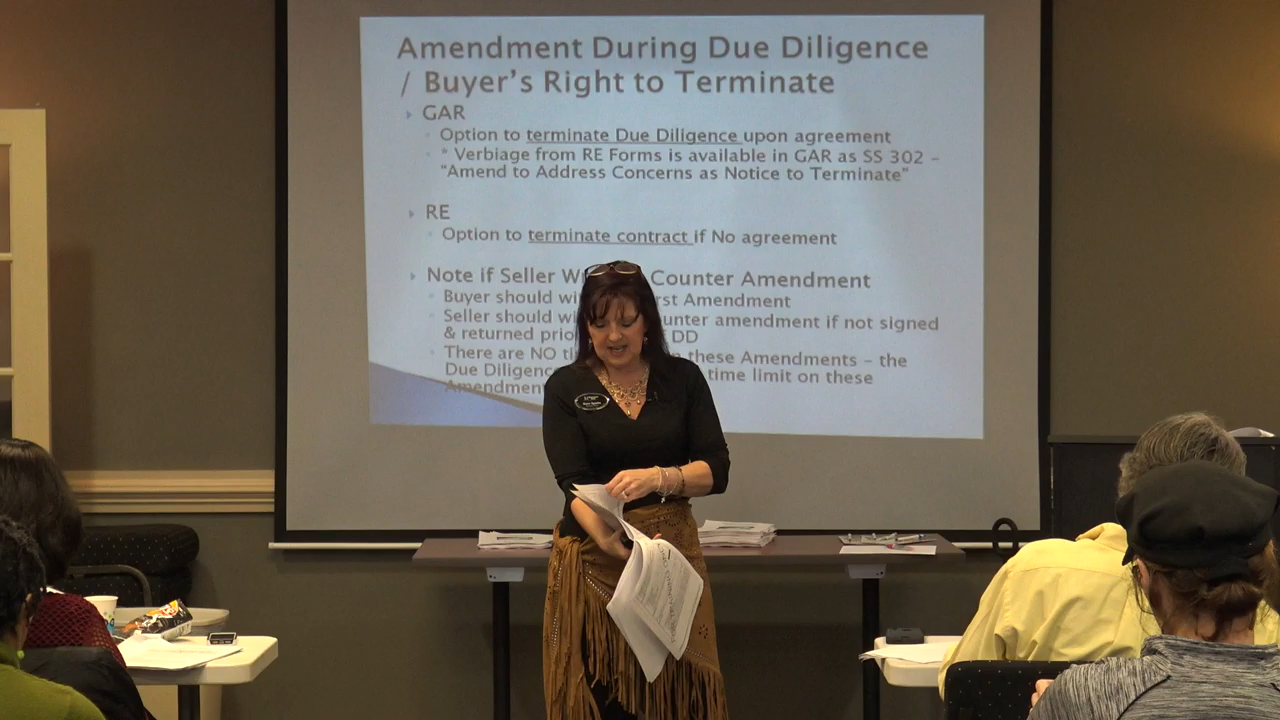 Amendment During Due Diligence
/ Buyer's Right to Terminate
GAR
Option to terminate Due Diligence upon agreement
* Verbiage from RE Forms is available in GAR as SS 302 –
"Amend to Address Concerns as Notice to Terminate"
RE
Option to terminate contract if No agreement
Note if Seller Counter Amendment
Buyer should Amendment
Seller should counter amendment if not signed
& returned DD
There are NO these Amendments – the
Due Diligence time limit on these
Amendment